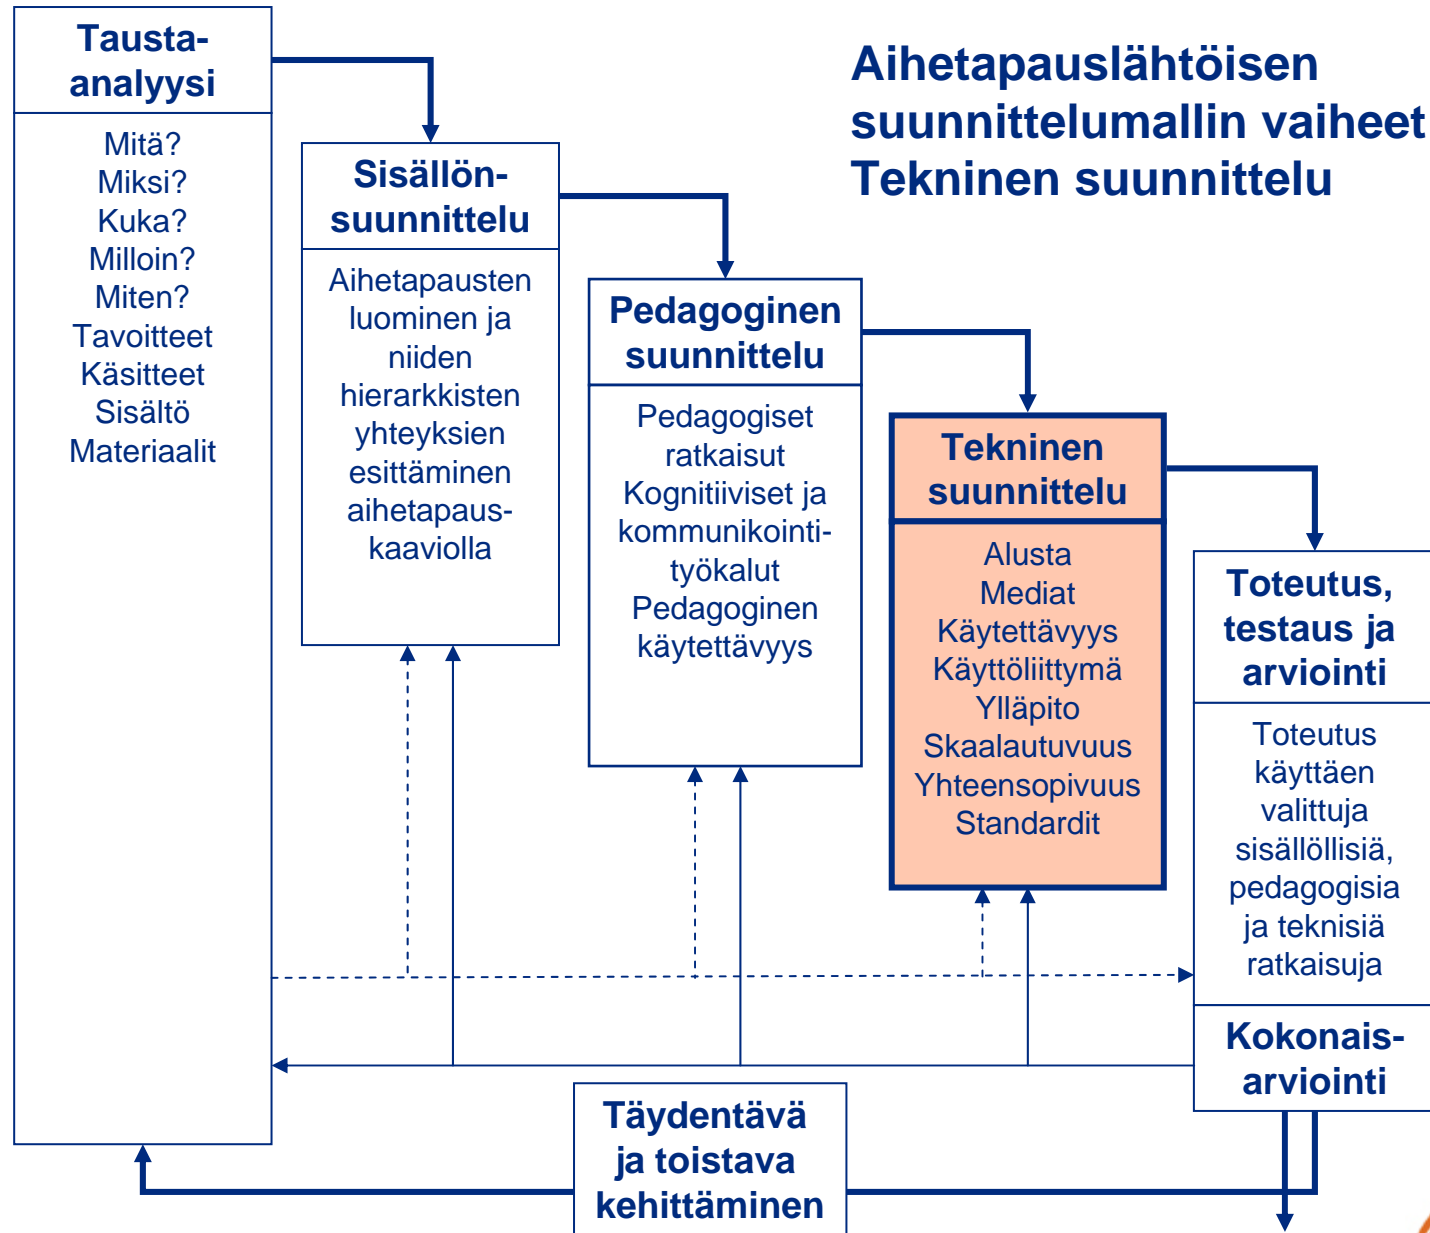 Aihetapauslähtöisen
suunnittelumallin vaiheet
Tekninen suunnittelu
Tausta-
analyysi
Mitä?
Miksi?
Kuka?
Milloin?
Miten?
Tavoitteet
Käsitteet
Sisältö
Materiaalit
Sisällön-
suunnittelu
Aihetapausten
luominen ja
niiden
hierarkkisten
yhteyksien
esittäminen
aihetapaus-
kaaviolla
Pedagoginen
suunnittelu
Pedagogiset
ratkaisut
Kognitiiviset ja
kommunikointi-
työkalut
Pedagoginen
käytettävyys
Tekninen
suunnittelu
Alusta
Mediat
Käytettävyys
Käyttöliittymä
Ylläpito
Skaalautuvuus
Yhteensopivuus
Standardit
Toteutus,
testaus ja
arviointi
Toteutus
käyttäen
valittuja
sisällöllisiä,
pedagogisia
ja teknisiä
ratkaisuja
Kokonais-
arviointi
Täydentävä
ja toistava
kehittäminen